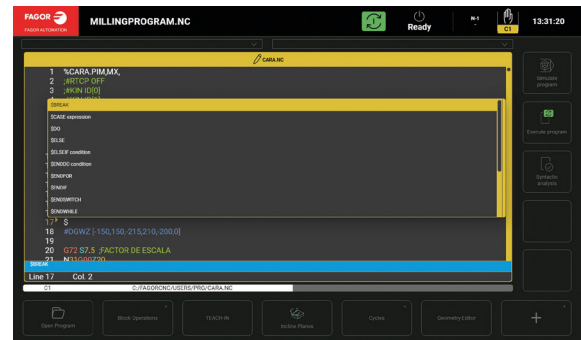 FAGOR
FAGOR AUTOMATION
MILLINGPROGRAM.NC
Ready
N-1
C1
13:31:20
CARA.NC
1 %CARA.PIM,MX,
2 ;#RTCP OFF
3 ;#KIN ID[0]
$BREAK
$CASE expression
$DO
$ELSE
$ELSEIF condition
$ENDDO condition
$ENDFOR
$ENDIF
$ENDSWITCH
$ENDWHILE
17 $
18 #DGWZ [-150,150,-215,210,-200,0]
19
20 G72 S7.5 ;FACTOR DE ESCALA
21 N31G00Z20
$BREAK
Line 17 Col. 2
C1 C:/FAGORCNC/USERS/PRG/CARA.NC
Simulate program
Execute program
Syntactic analysis
Open Program
Block Operations
TEACH-IN
Incline Planes
Cycles
Geometry Editor
+